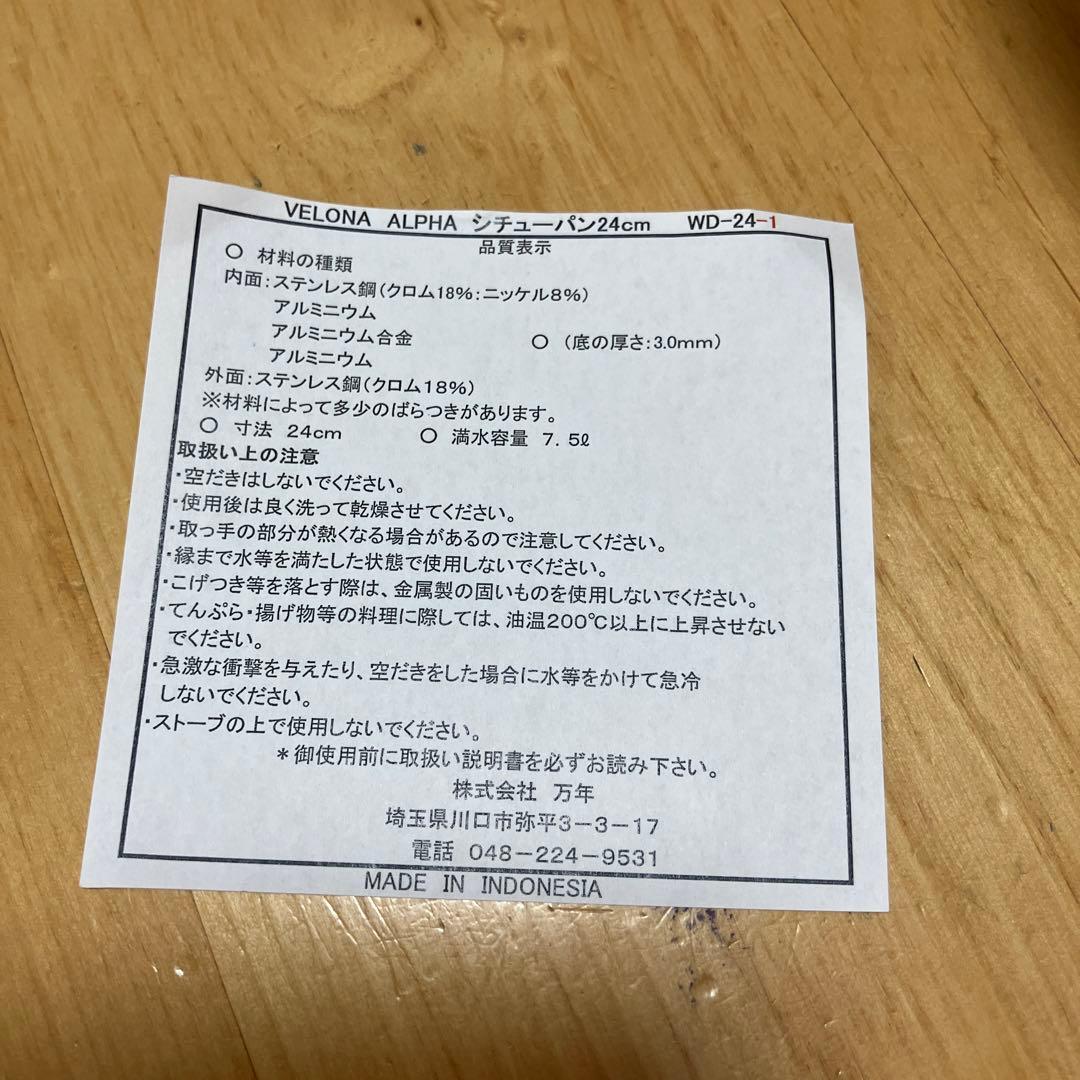 VELONA ALPHA シチューパン24cm WD-24-1
品質表示
○ 材料の種類
内面:ステンレス鋼(クロム18%:ニッケル8%)
アルミニウム
アルミニウム合金 ○ (底の厚さ:3.0mm)
アルミニウム
外面:ステンレス鋼(クロム18%)
※材料によって多少のばらつきがあります。
○ 寸法 24cm ○ 満水容量 7.5ℓ
取扱い上の注意
・空だきはしないでください。
・使用後は良く洗って乾燥させてください。
・取っ手の部分が熱くなる場合があるので注意してください。
・縁まで水等を満たした状態で使用しないでください。
・こげつき等を落とす際は、金属製の固いものを使用しないでください。
・てんぷら・揚げ物等の料理に際しては、油温200℃以上に上昇させない
でください。
・急激な衝撃を与えたり、空だきをした場合に水等をかけて急冷
しないでください。
・ストーブの上で使用しないでください。
*御使用前に取扱い説明書を必ずお読み下さい。
株式会社 万年
埼玉県川口市弥平3-3-17
電話 048-224-9531
MADE IN INDONESIA